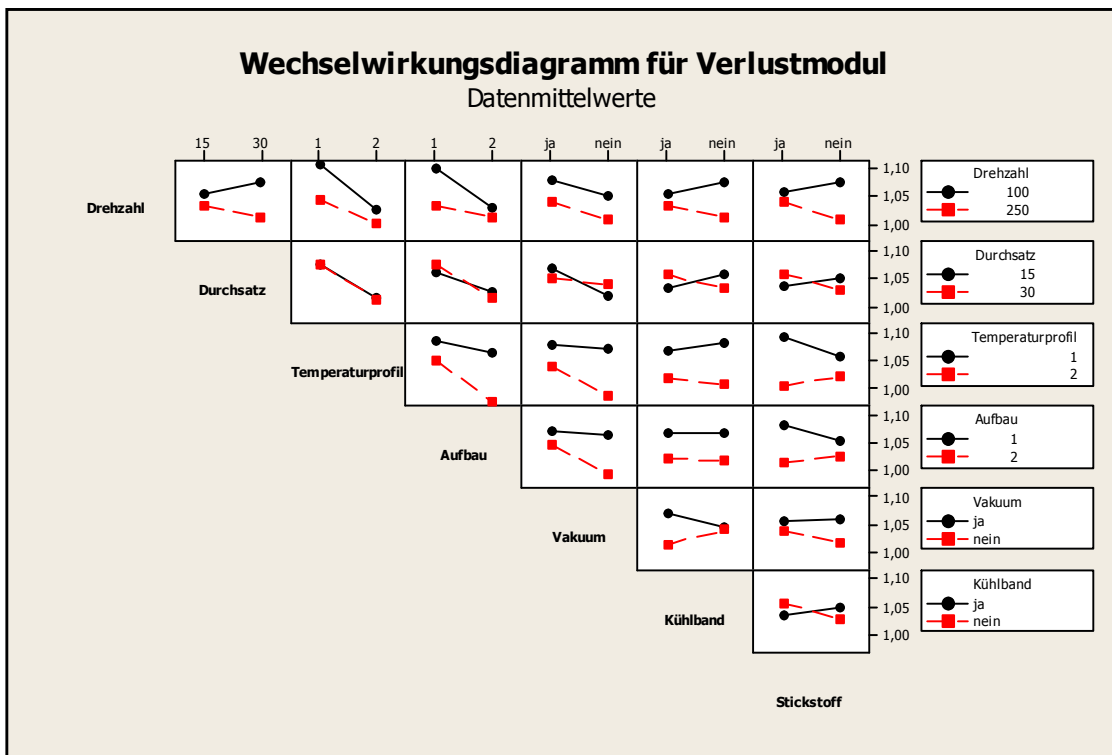 Wechselwirkungsdiagramm für Verlustmodul
Datenmittelwerte
15 30 1 2 1 2 ja nein ja nein ja nein
Drehzahl
1,10
1,05
1,00
Drehzahl
100
250
Durchsatz
1,10
1,05
1,00
Durchsatz
15
30
Temperaturprofil
1,10
1,05
1,00
Temperaturprofil
1
2
Aufbau
1,10
1,05
1,00
Aufbau
1
2
Vakuum
1,10
1,05
1,00
Vakuum
ja
nein
Kühlband
1,10
1,05
1,00
Kühlband
ja
nein
Stickstoff